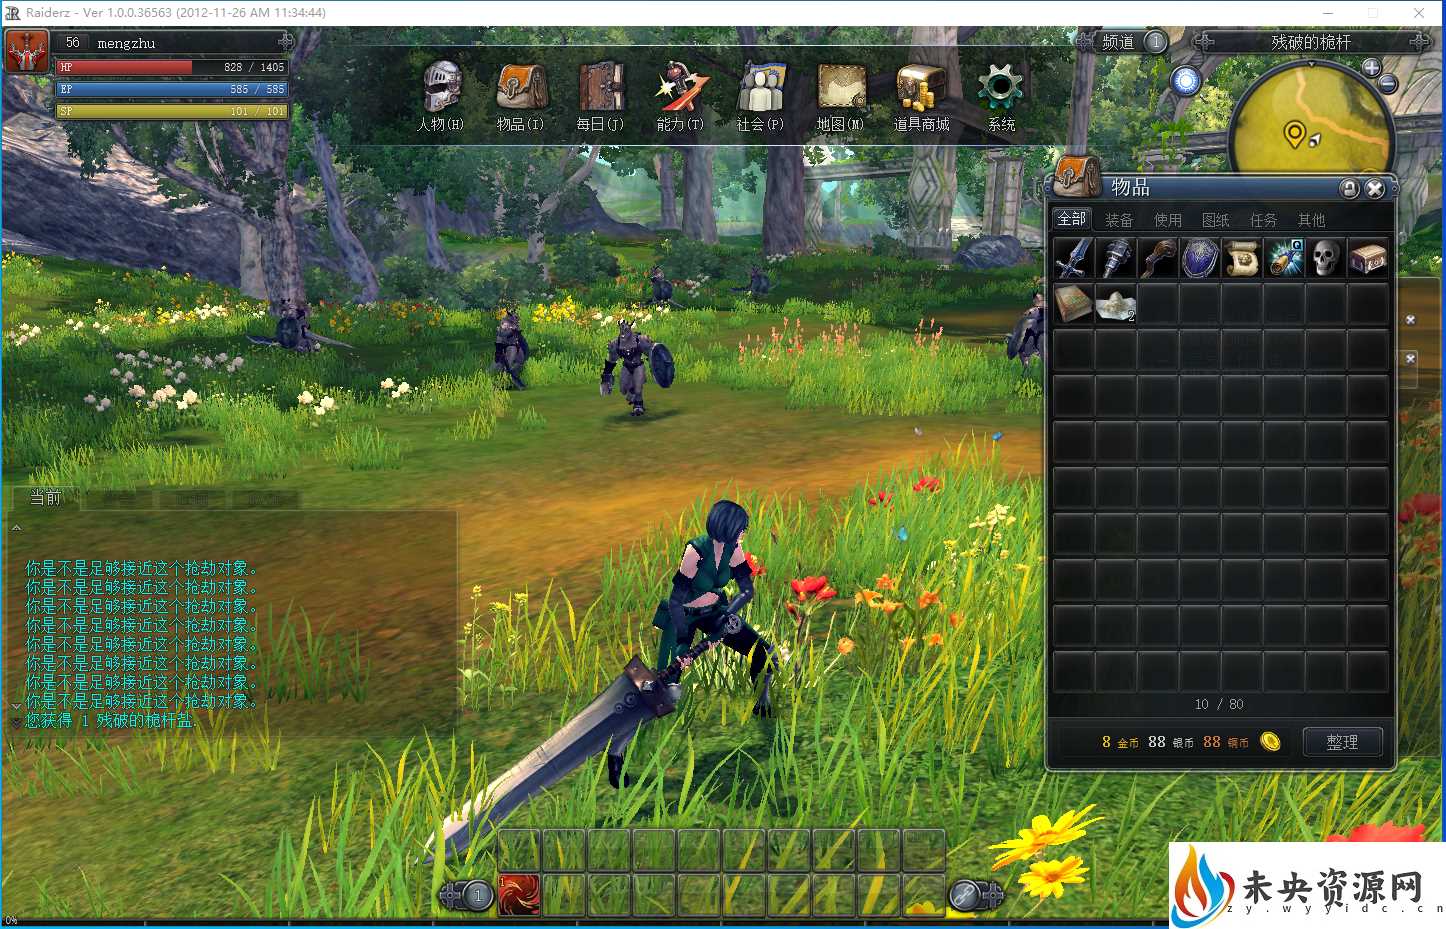 Raiderz - Ver 1.0.0.36563 (2012-11-26 AM 11:34:44)
56 mengzhu
HP 828 / 1405
EP 585 / 585
SP 101 / 101
人物(H) 物品(I) 每日(J) 能力(T) 社会(P) 地图(M) 道具商城 系统
频道 1 残破的桅杆
物品
全部 装备 使用 图纸 任务 其他
Q
2
10 / 80
8 金币 88 银币 88 铜币
整理
当前
你是不是足够接近这个抢劫对象。
你是不是足够接近这个抢劫对象。
你是不是足够接近这个抢劫对象。
你是不是足够接近这个抢劫对象。
你是不是足够接近这个抢劫对象。
你是不是足够接近这个抢劫对象。
你是不是足够接近这个抢劫对象。
你是不是足够接近这个抢劫对象。
您获得 1 残破的桅杆盐.
1
1
0%
未央资源网
zy.wyyidc.cn